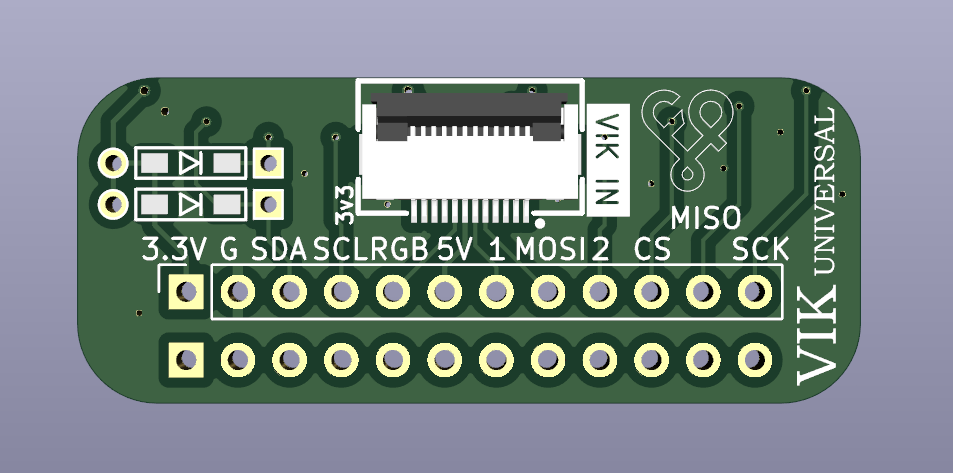 VIK IN
3v3
MISO
3.3V G SDA SCL RGB 5V 1 MOSI 2 CS SCK
VIK UNIVERSAL